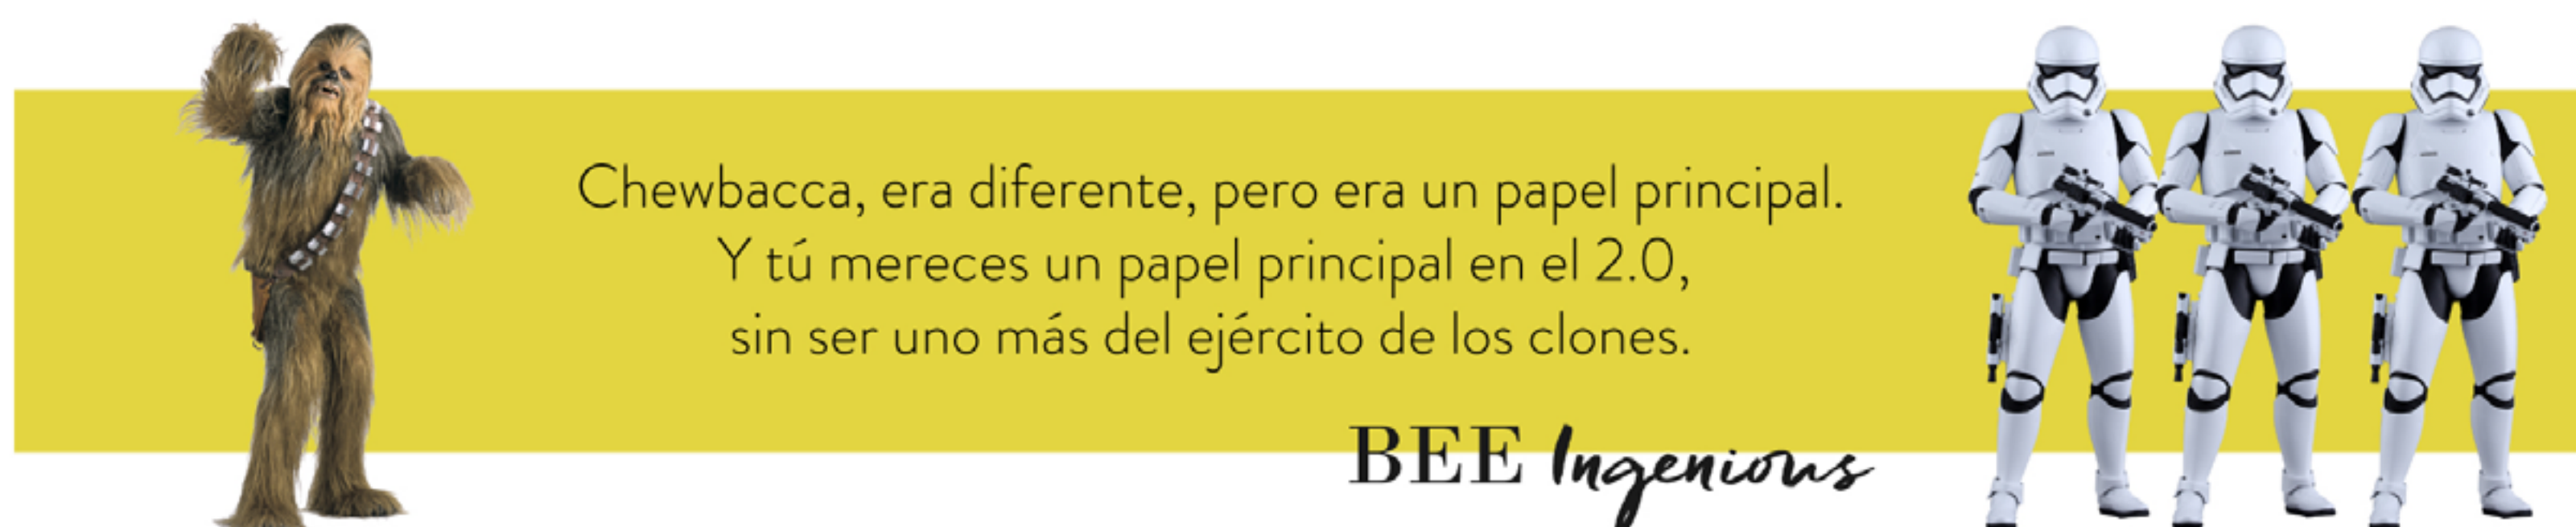 Chewbacca, era diferente, pero era un papel principal.
Y tú mereces un papel principal en el 2.0,
sin ser uno más del ejército de los clones.
BEE Ingenious